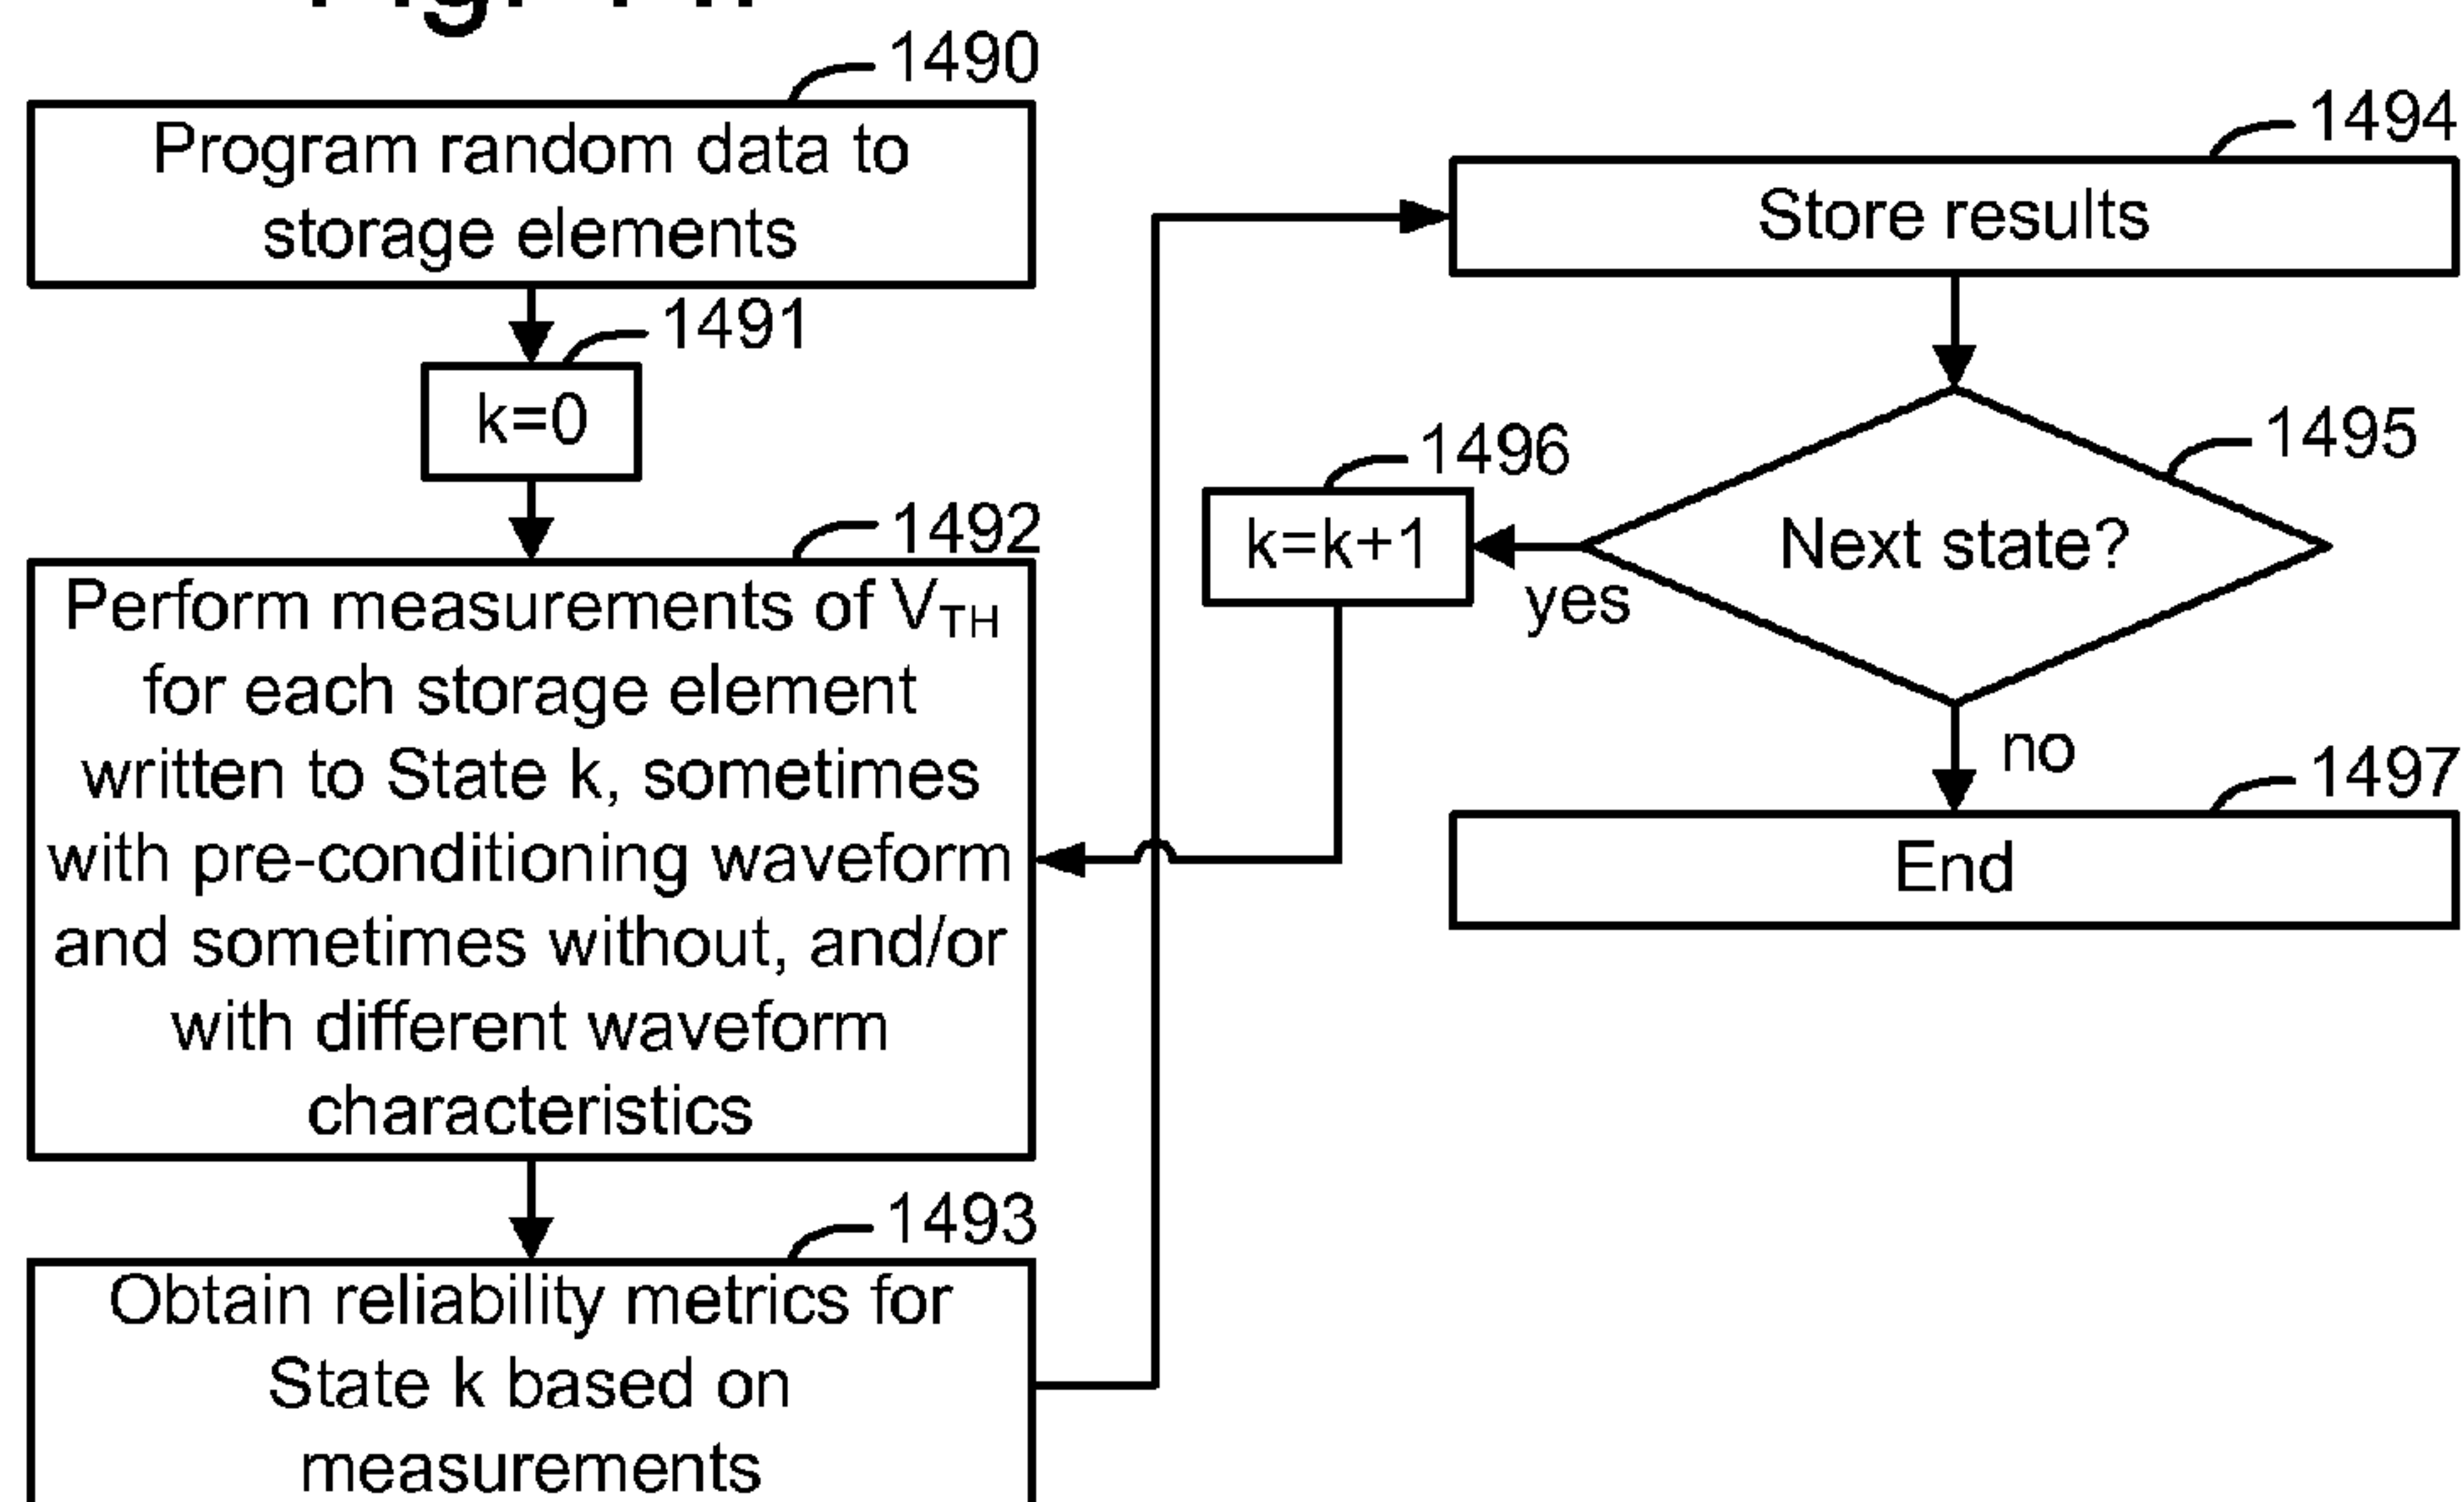 1490
Program random data to
storage elements
1491
k=0
1492
Perform measurements of VTH
for each storage element
written to State k, sometimes
with pre-conditioning waveform
and sometimes without, and/or
with different waveform
characteristics
1493
Obtain reliability metrics for
State k based on
measurements
1494
Store results
1495
Next state?
yes
1496
k=k+1
no
1497
End